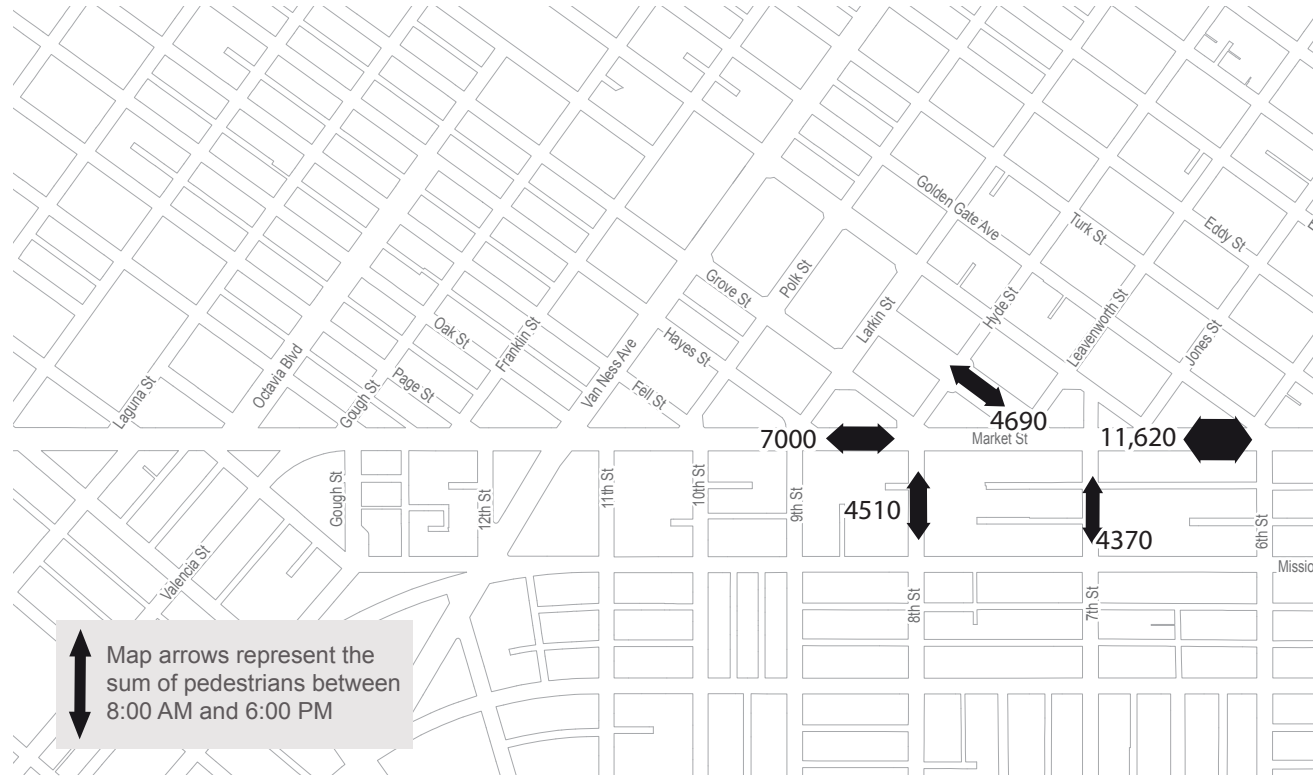 Golden Gate Ave
Turk St
Eddy St
Grove St
Polk St
Larkin St
Hyde St
Leavenworth St
Jones St
Oak St
Franklin St
Hayes St
Laguna St
Octavia Blvd
Gough St
Page St
Van Ness Ave
Fell St
7000
4690
Market St
11,620
Gough St
12th St
11th St
10th St
9th St
4510
4370
6th St
Valencia St
Missio
8th St
7th St
Map arrows represent the
sum of pedestrians between
8:00 AM and 6:00 PM